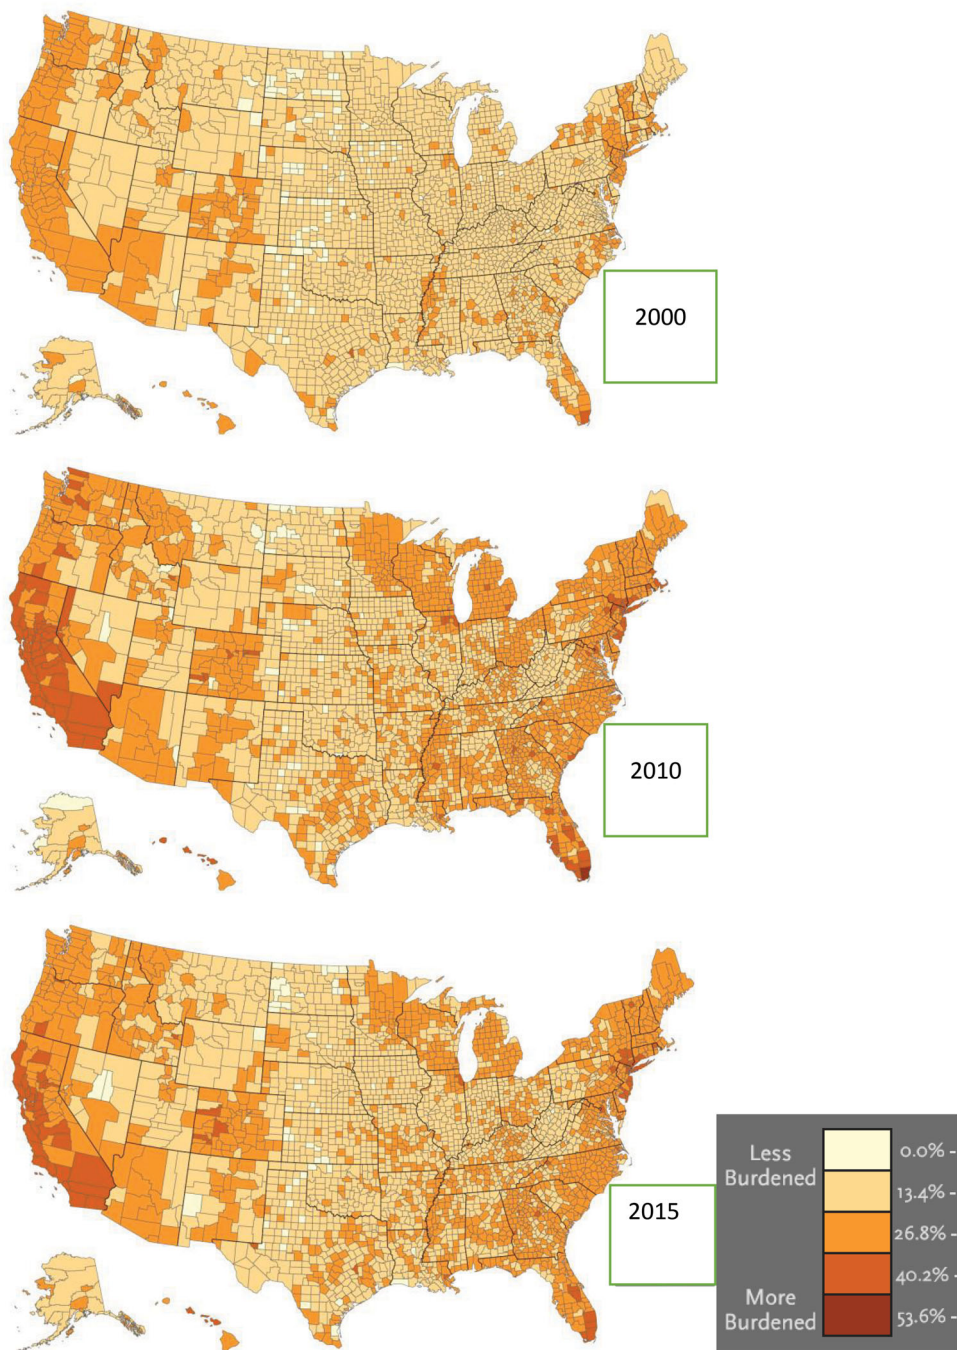 2000
2010
2015
Less
Burdened
More
Burdened
0.0% -
13.4% -
26.8% -
40.2% -
53.6% -